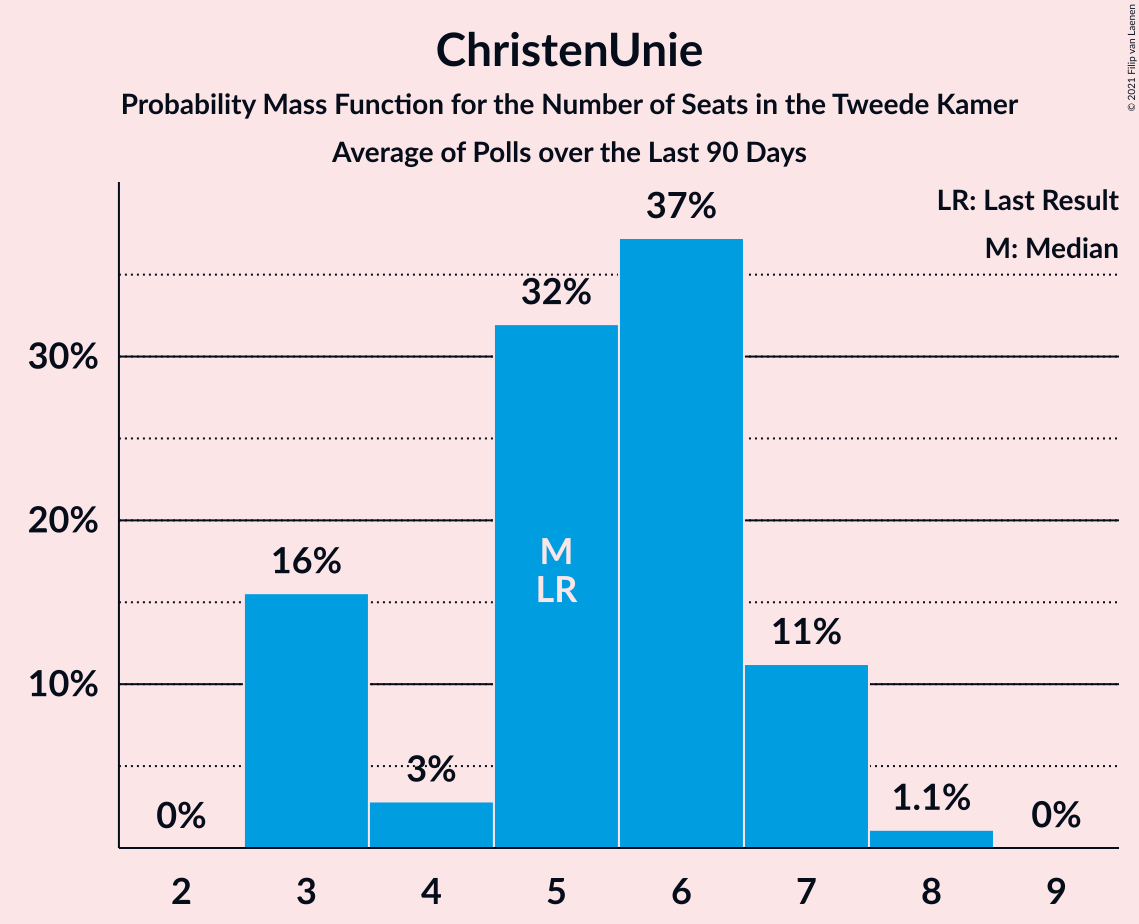 ChristenUnie
Probability Mass Function for the Number of Seats in the Tweede Kamer
Average of Polls over the Last 90 Days
© 2021 Filip van Laenen
LR: Last Result
M: Median
37%
32%
30%
20%
16%
M
LR
11%
10%
3%
1.1%
0%
0%
2 3 4 5 6 7 8 9